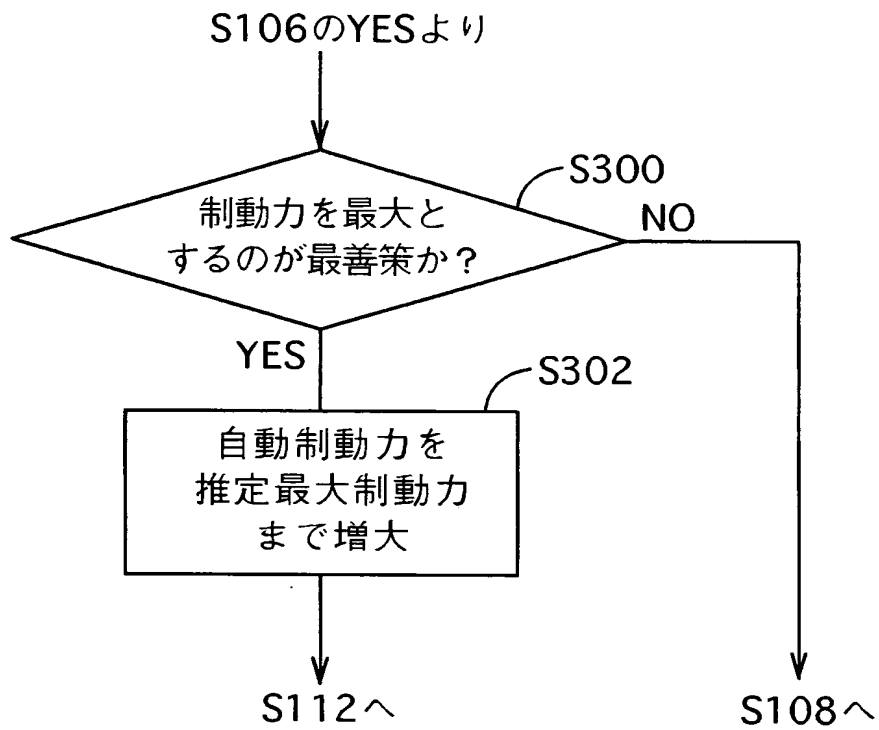 S106のYESより
S300
制動力を最大と
するのが最善策か？
NO
YES
S302
自動制動力を
推定最大制動力
まで増大
S112へ
S108へ